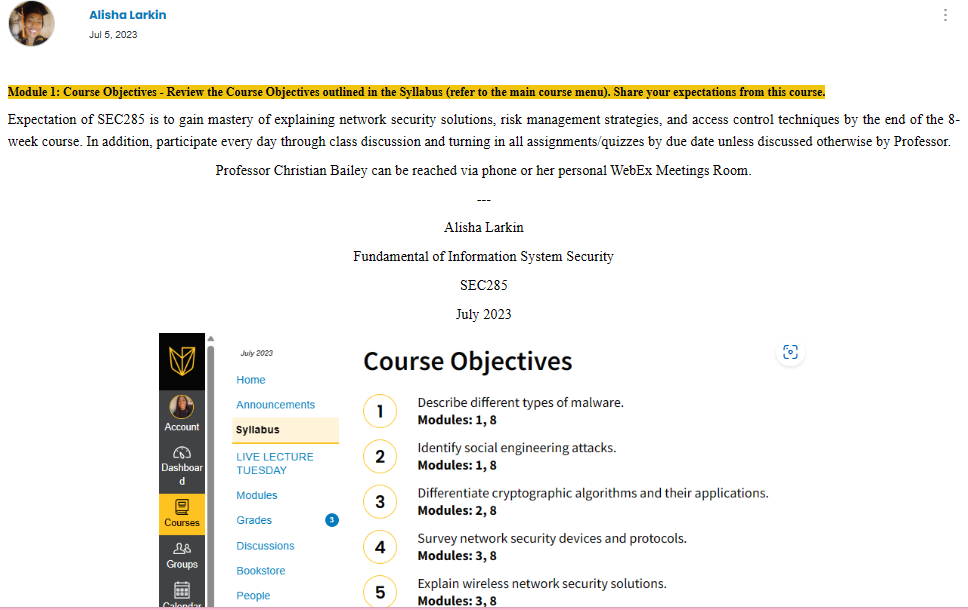 Alisha Larkin
Jul 5, 2023
Module 1: Course Objectives - Review the Course Objectives outlined in the Syllabus (refer to the main course menu). Share your expectations from this course.
Expectation of SEC285 is to gain mastery of explaining network security solutions, risk management strategies, and access control techniques by the end of the 8-
week course. In addition, participate every day through class discussion and turning in all assignments/quizzes by due date unless discussed otherwise by Professor.
Professor Christian Bailey can be reached via phone or her personal WebEx Meetings Room.
---
Alisha Larkin
Fundamental of Information System Security
SEC285
July 2023
Account
Dashboar
d
Courses
Groups
Calendar
July 2023
Home
Announcements
Syllabus
LIVE LECTURE
TUESDAY
Modules
Grades 3
Discussions
Bookstore
People
Course Objectives
1 Describe different types of malware.
Modules: 1, 8
2 Identify social engineering attacks.
Modules: 1, 8
3 Differentiate cryptographic algorithms and their applications.
Modules: 2, 8
4 Survey network security devices and protocols.
Modules: 3, 8
5 Explain wireless network security solutions.
Modules: 3, 8